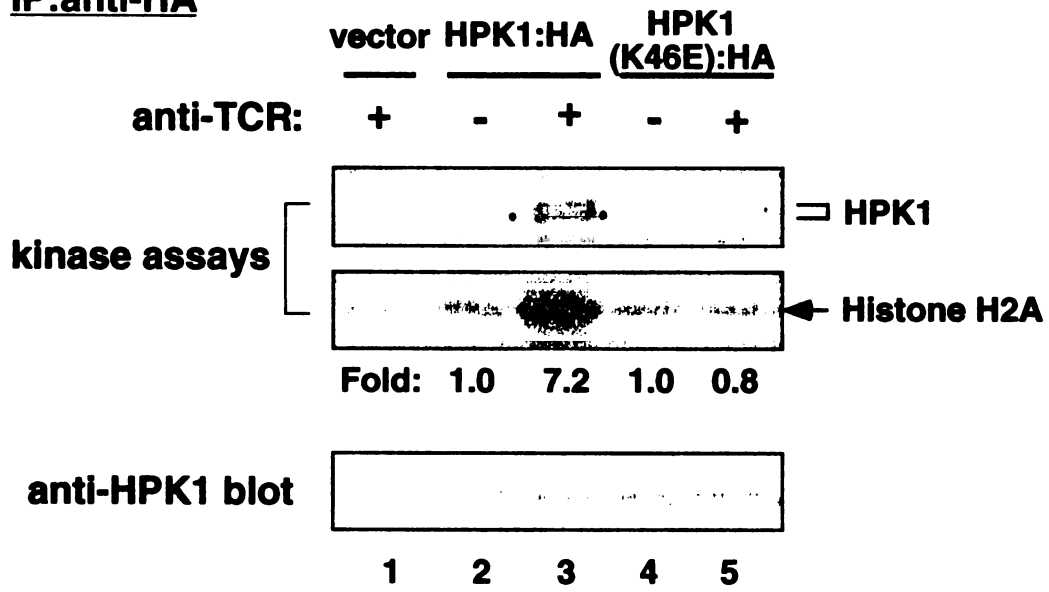 IP:anti-HA
vector HPK1:HA HPK1
(K46E):HA
anti-TCR: + - + - +
HPK1
kinase assays
Histone H2A
Fold: 1.0 7.2 1.0 0.8
anti-HPK1 blot
1 2 3 4 5